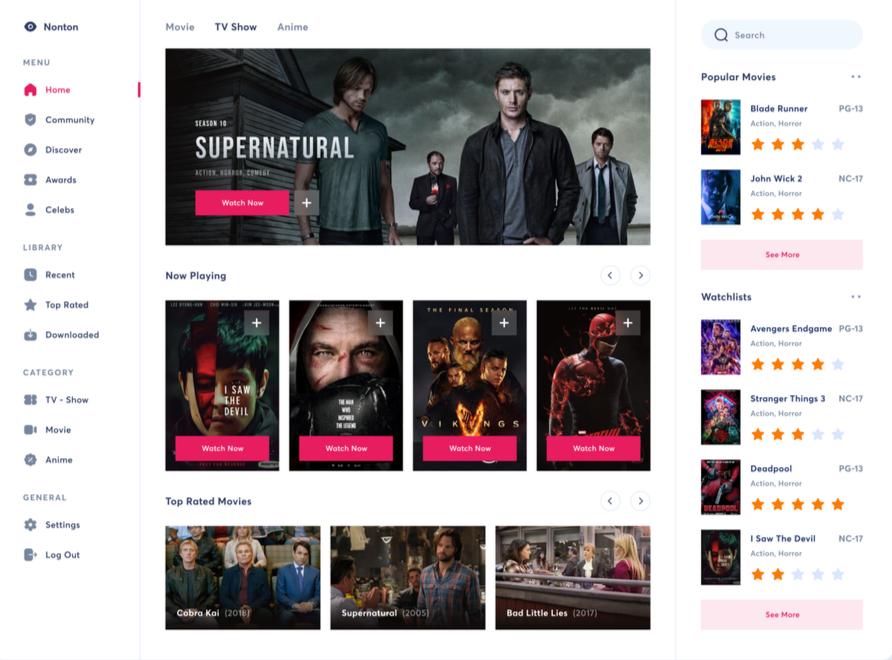 Nonton
MENU
Home
Community
Discover
Awards
Celebs
LIBRARY
Recent
Top Rated
Downloaded
CATEGORY
TV - Show
Movie
Anime
GENERAL
Settings
Log Out
Movie TV Show Anime
SEASON 10
SUPERNATURAL
ACTION, HORROR, COMEDY
Watch Now +
Now Playing
I SAW
THE
DEVIL
Watch Now
THE MAN
WHO
INSPIRED
THE LEGEND
Watch Now
THE FINAL SEASON
VIKINGS
Watch Now
Watch Now
Top Rated Movies
Cobra Kai (2018)
Supernatural (2005)
Bad Little Lies (2017)
Search
Popular Movies
Blade Runner PG-13
Action, Horror
John Wick 2 NC-17
Action, Horror
See More
Watchlists
Avengers Endgame PG-13
Action, Horror
Stranger Things 3 NC-17
Action, Horror
Deadpool PG-13
Action, Horror
DEADPOOL
I Saw The Devil NC-17
Action, Horror
See More